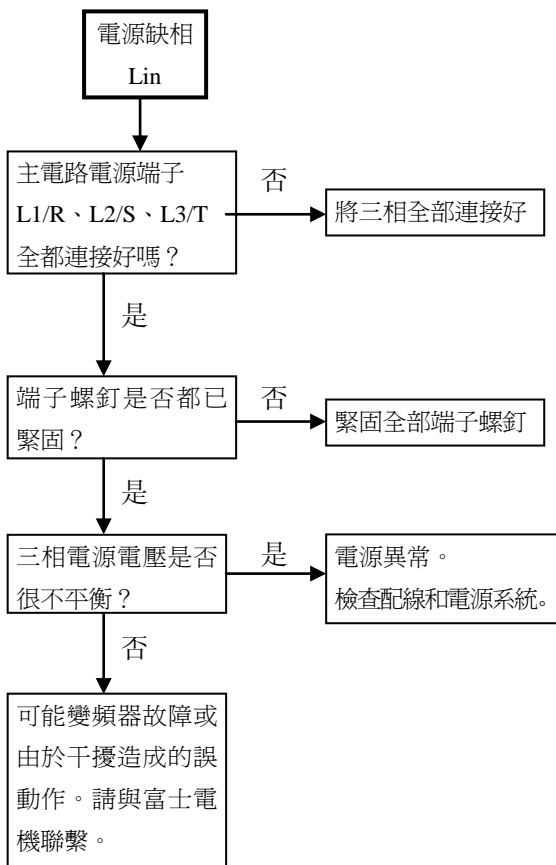 電源缺相
Lin
主電路電源端子
L1/R、L2/S、L3/T
全都連接好嗎？
否
將三相全部連接好
是
端子螺釘是否都已
緊固？
否
緊固全部端子螺釘
是
三相電源電壓是否
很不平衡？
是
電源異常。
檢查配線和電源系統。
否
可能變頻器故障或
由於干擾造成的誤
動作。請與富士電
機聯繫。